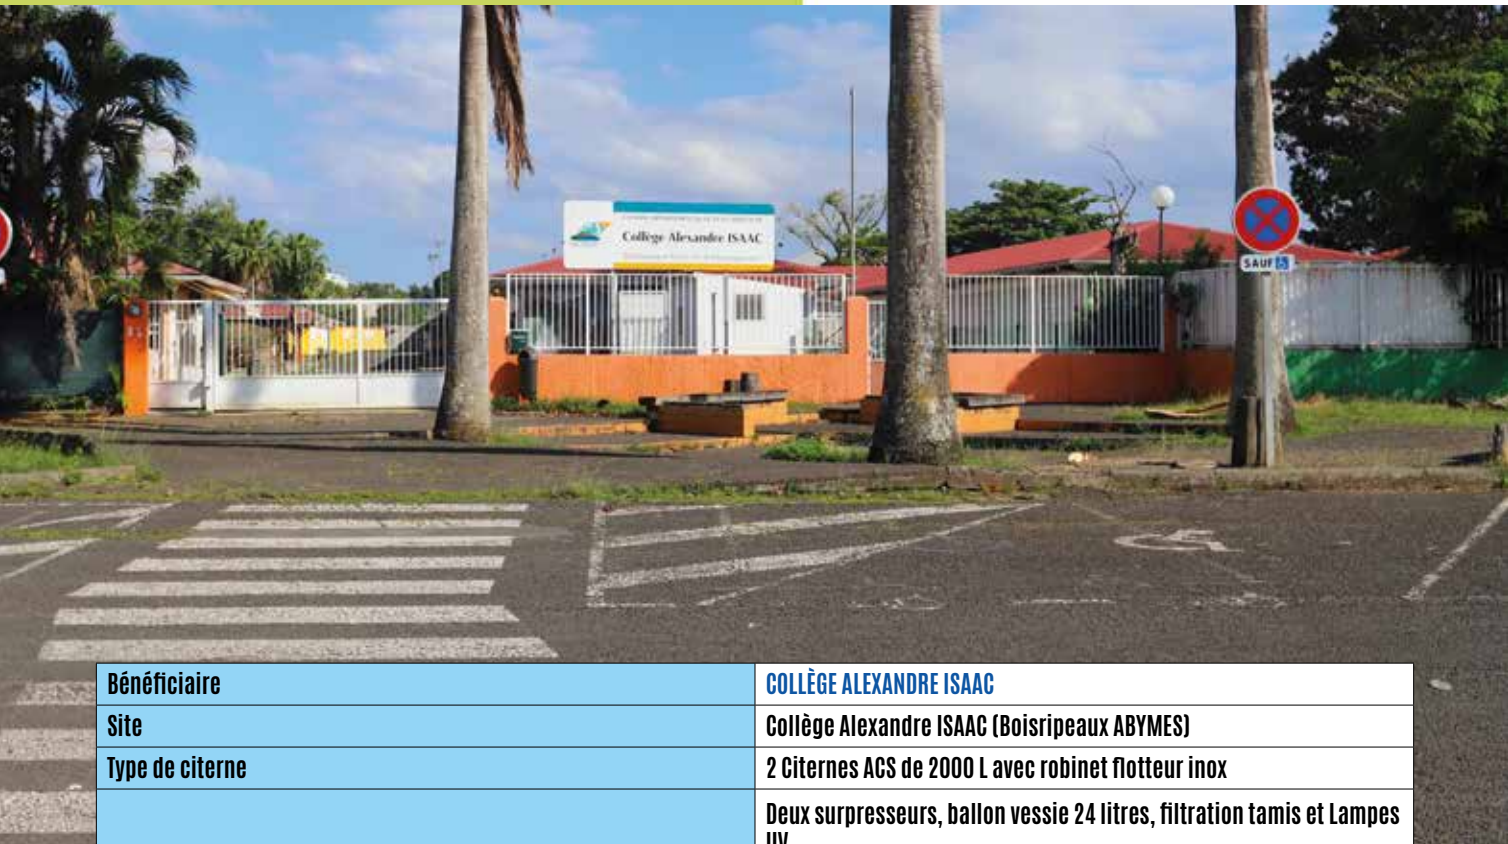 Collège Alexandre ISAAC
SAUF
Bénéficiaire
COLLÈGE ALEXANDRE ISAAC
Site
Collège Alexandre ISAAC (Boisripeaux ABYMES)
Type de citerne
2 Citernes ACS de 2000 L avec robinet flotteur inox
Deux surpresseurs, ballon vessie 24 litres, filtration tamis et Lampes
UV